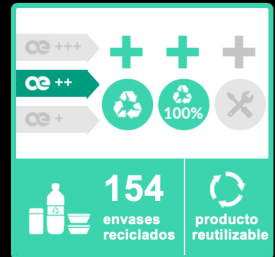 œ +++
œ ++
œ +
100%
154
envases
reciclados
producto
reutilizable